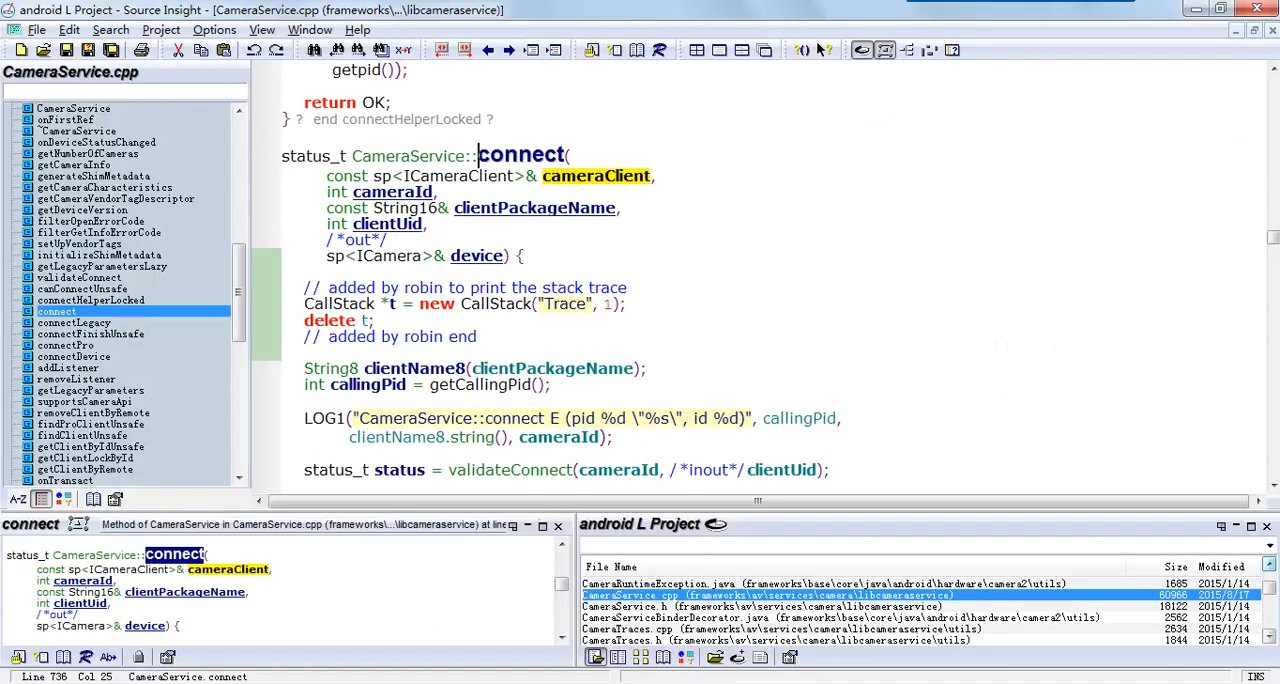 android L Project - Source Insight - [CameraService.cpp (frameworks\...\libcameraservice)]
File Edit Search Project Options View Window Help
CameraService.cpp
CameraService
onFirstRef
~CameraService
onDeviceStatusChanged
getNumberOfCameras
getCameraInfo
generateShimMetadata
getCameraCharacteristics
getCameraVendorTagDescriptor
getDeviceVersion
filterOpenErrorCode
filterGetInfoErrorCode
setUpVendorTags
initializeShimMetadata
getLegacyParametersLazy
validateConnect
canConnectUnsafe
connectHelperLocked
connect
connectLegacy
connectFinishUnsafe
connectPro
connectDevice
addListener
removeListener
getLegacyParameters
supportsCameraApi
removeClientByRemote
findProClientUnsafe
findClientUnsafe
getClientByIdUnsafe
getClientLockById
getClientByRemote
onTransact
A-Z
getpid());
return OK;
} ? end connectHelperLocked ?
status_t CameraService::connect(
const sp<ICameraClient>& cameraClient,
int cameraId,
const String16& clientPackageName,
int clientUid,
/*out*/
sp<ICamera>& device) {
// added by robin to print the stack trace
CallStack *t = new CallStack("Trace", 1);
delete t;
// added by robin end
String8 clientName8(clientPackageName);
int callingPid = getCallingPid();
LOG1("CameraService::connect E (pid %d \"%s\", id %d)", callingPid,
clientName8.string(), cameraId);
status_t status = validateConnect(cameraId, /*inout*/clientUid);
connect Method of CameraService in CameraService.cpp (frameworks\...\libcameraservice) at line
status_t CameraService::connect(
const sp<ICameraClient>& cameraClient,
int cameraId,
const String16& clientPackageName,
int clientUid,
/*out*/
sp<ICamera>& device) {
android L Project
File Name Size Modified
CameraRuntimeException.java (frameworks\base\core\java\android\hardware\camera2\utils) 1685 2015/1/14
CameraService.cpp (frameworks\av\services\camera\libcameraservice) 60986 2015/8/17
CameraService.h (frameworks\av\services\camera\libcameraservice) 18122 2015/1/14
CameraServiceBinderDecorator.java (frameworks\base\core\java\android\hardware\camera2\utils) 2562 2015/1/14
CameraTraces.cpp (frameworks\av\services\camera\libcameraservice\utils) 2634 2015/1/14
CameraTraces.h (frameworks\av\services\camera\libcameraservice\utils) 1844 2015/1/14
Line 736 Col 25 CameraService.connect INS